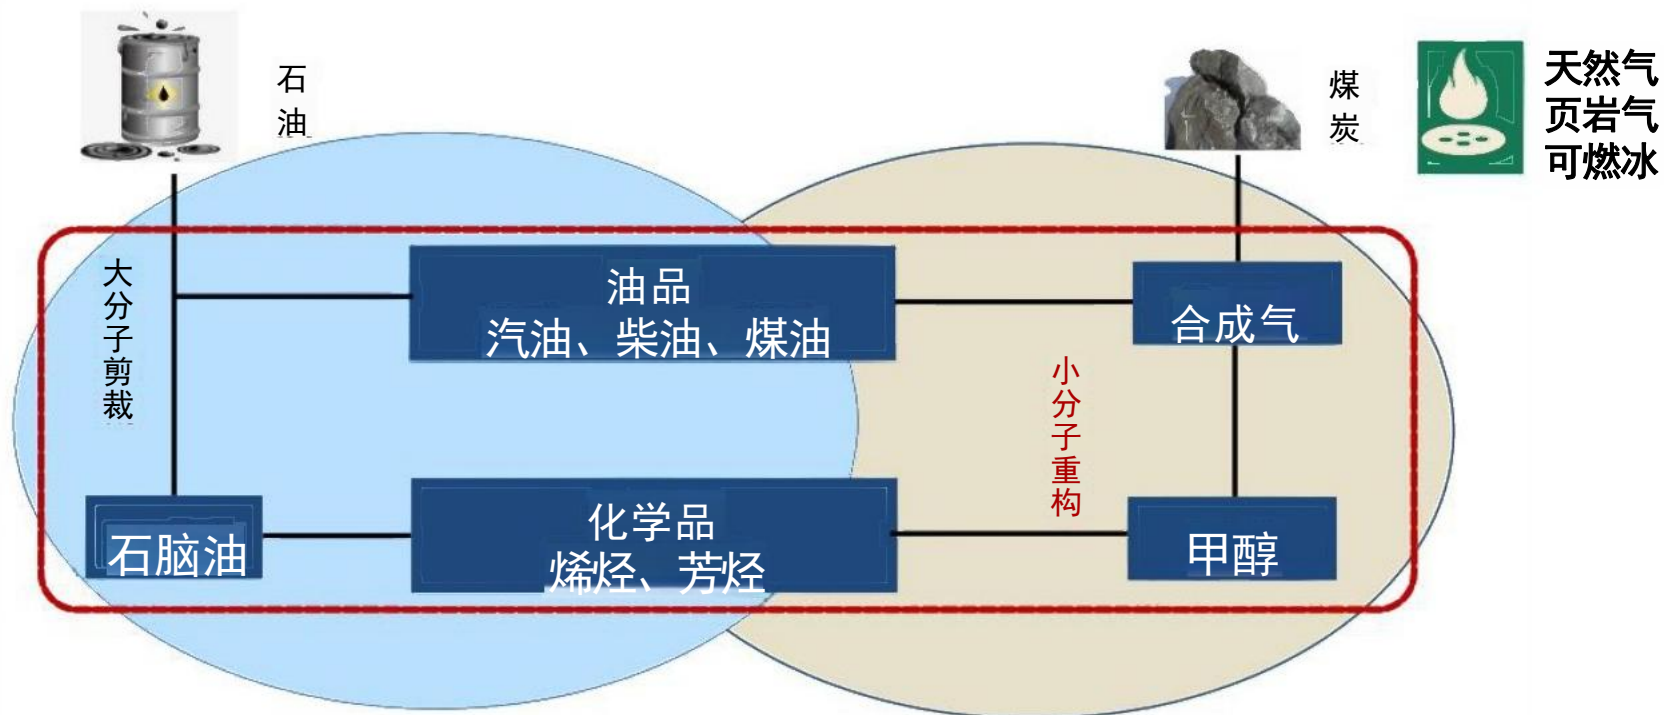 石油
煤炭
天然气
页岩气
可燃冰
大分子剪裁
油品
汽油、柴油、煤油
合成气
小分子重构
石脑油
化学品
烯烃、芳烃
甲醇